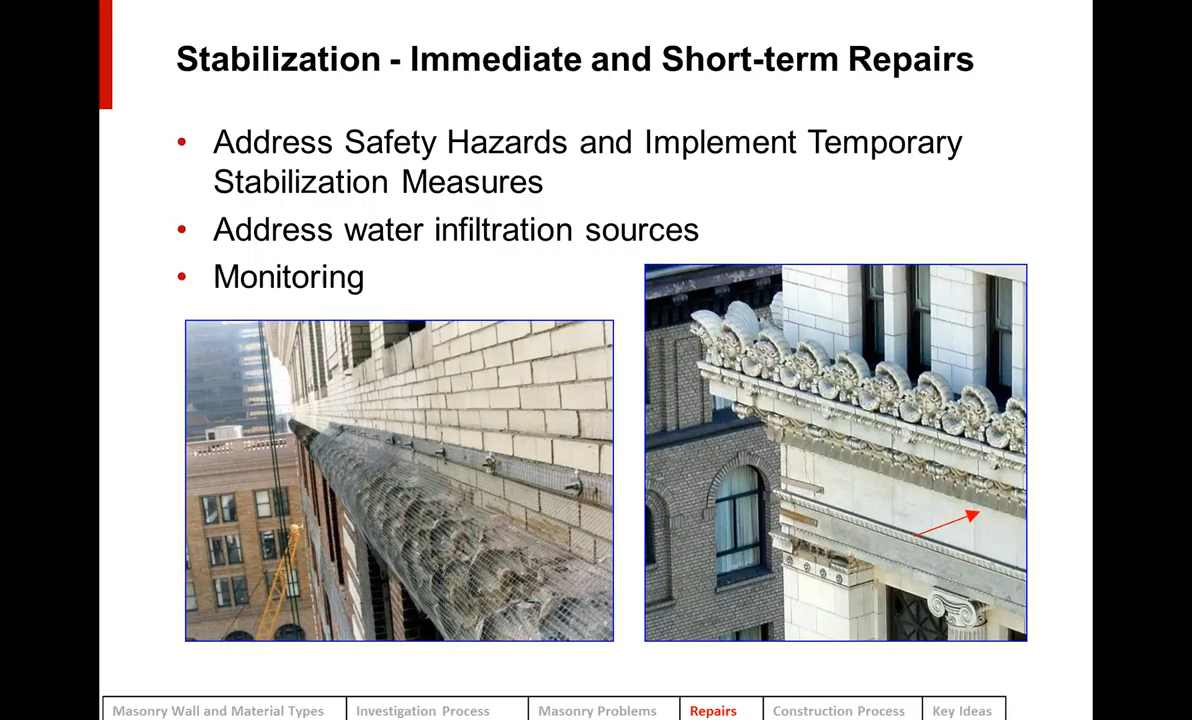 Stabilization - Immediate and Short-term Repairs
• Address Safety Hazards and Implement Temporary
Stabilization Measures
• Address water infiltration sources
• Monitoring
Masonry Wall and Material Types
Investigation Process
Masonry Problems
Repairs
Construction Process
Key Ideas